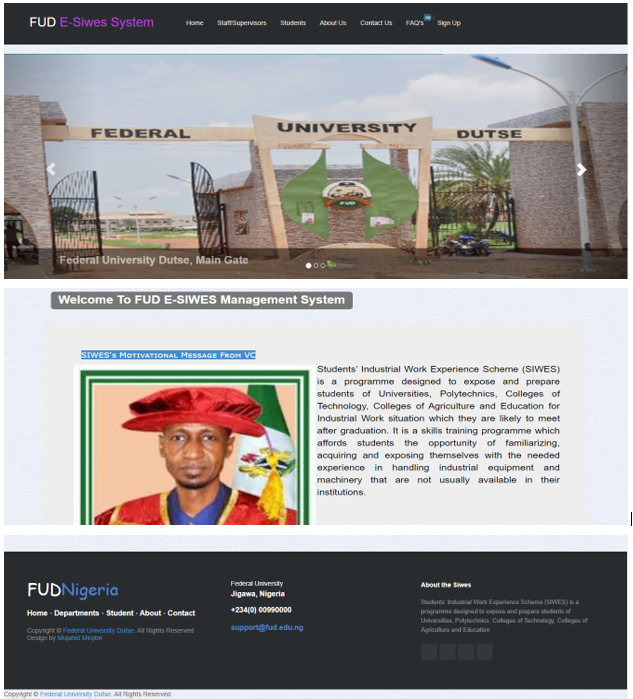 FUD E-Siwes System
Home Staff/Supervisors Students About Us Contact Us FAQ's Sign Up
FEDERAL UNIVERSITY DUTSE
FUD
Federal University Dutse, Main Gate
Welcome To FUD E-SIWES Management System
SIWES's Motivational Message From VC
Students' Industrial Work Experience Scheme (SIWES)
is a programme designed to expose and prepare
students of Universities, Polytechnics, Colleges of
Technology, Colleges of Agriculture and Education for
Industrial Work situation which they are likely to meet
after graduation. It is a skills training programme which
affords students the opportunity of familiarizing,
acquiring and exposing themselves with the needed
experience in handling industrial equipment and
machinery that are not usually available in their
institutions.
FUDNigeria
Home · Departments · Student · About · Contact
Copyright © Federal University Dutse. All Rights Reserved
Design by Mujahid Minjibir
Federal University
Jigawa, Nigeria
+234(0) 00990000
support@fud.edu.ng
About the Siwes
Students' Industrial Work Experience Scheme (SIWES) is a
programme designed to expose and prepare students of
Universities, Polytechnics, Colleges of Technology, Colleges of
Agriculture and Education
Copyright © Federal University Dutse. All Rights Reserved